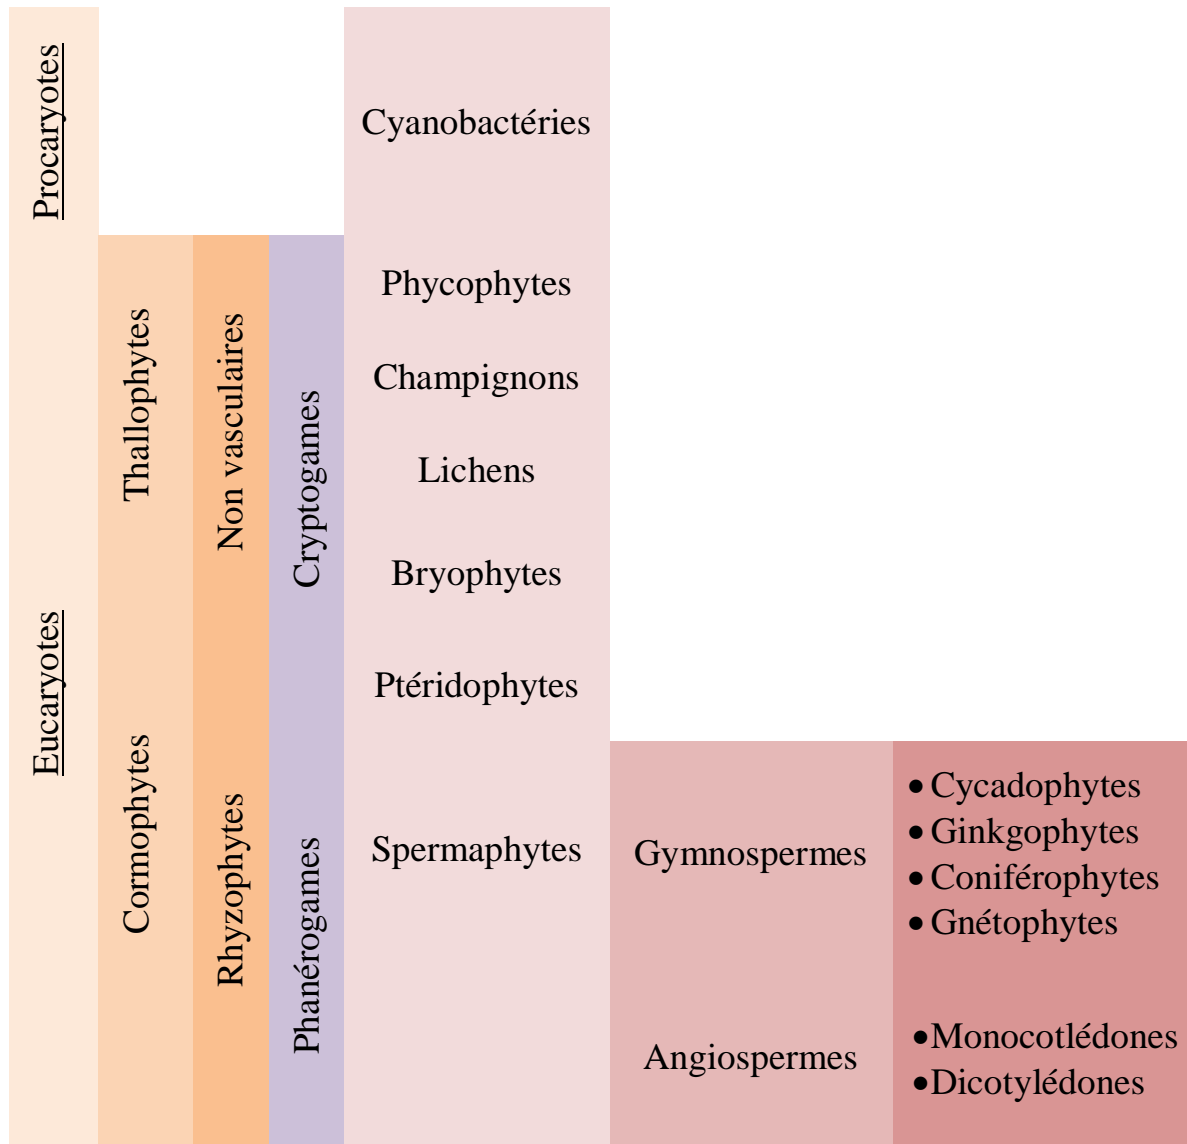 Procaryotes
Cyanobactéries
Eucaryotes
Thallophytes
Cormophytes
Non vasculaires
Rhyzophytes
Cryptogames
Phanérogames
Phycophytes
Champignons
Lichens
Bryophytes
Ptéridophytes
Spermaphytes
Gymnospermes
• Cycadophytes
• Ginkgophytes
• Coniférophytes
• Gnétophytes
Angiospermes
• Monocotlédones
• Dicotylédones